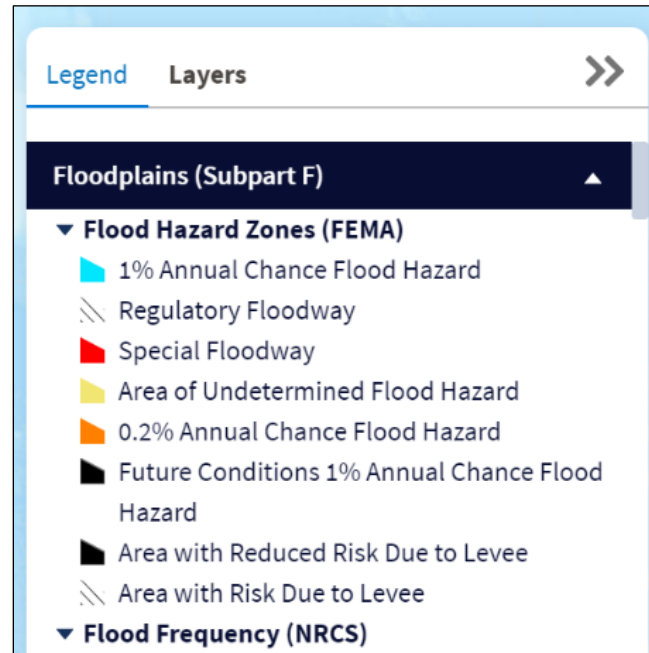 Legend Layers
Floodplains (Subpart F)
Flood Hazard Zones (FEMA)
1% Annual Chance Flood Hazard
Regulatory Floodway
Special Floodway
Area of Undetermined Flood Hazard
0.2% Annual Chance Flood Hazard
Future Conditions 1% Annual Chance Flood
Hazard
Area with Reduced Risk Due to Levee
Area with Risk Due to Levee
Flood Frequency (NRCS)